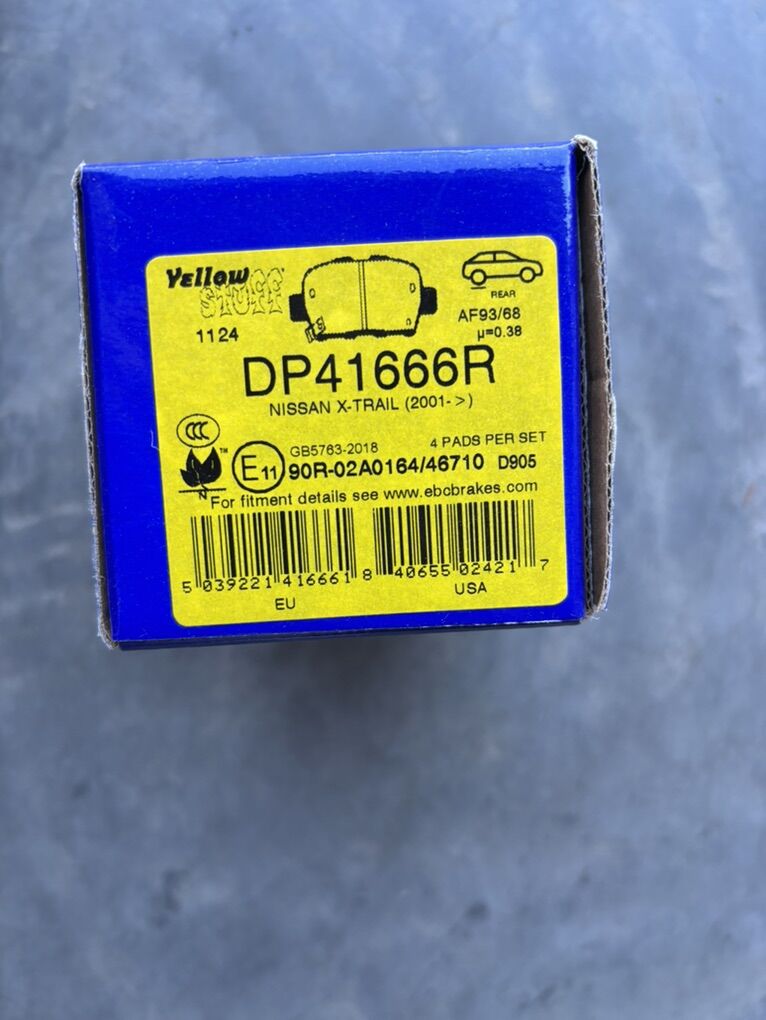 Yellow
STUFF
1124
REAR
AF93/68
µ=0.38
DP41666R
NISSAN X-TRAIL (2001->)
CCC
GB5763-2018
4 PADS PER SET
TM
E11
90R-02A0164/46710 D905
N
For fitment details see www.ebcbrakes.com
5 039221 416661
8 40655 02421 7
EU
USA